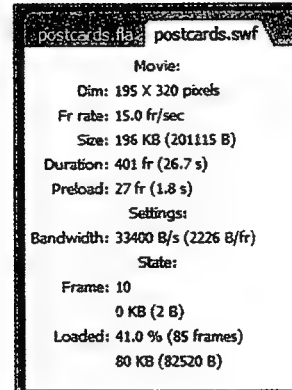 postcards.fla postcards.swf
Movie:
Dim: 195 X 320 pixels
Fr rate: 15.0 fr/sec
Size: 196 KB (201115 B)
Duration: 401 fr (26.7 s)
Preload: 27 fr (1.8 s)
Settings:
Bandwidth: 33400 B/s (2226 B/fr)
State:
Frame: 10
0 KB (2 B)
Loaded: 41.0 % (85 frames)
80 KB (82520 B)